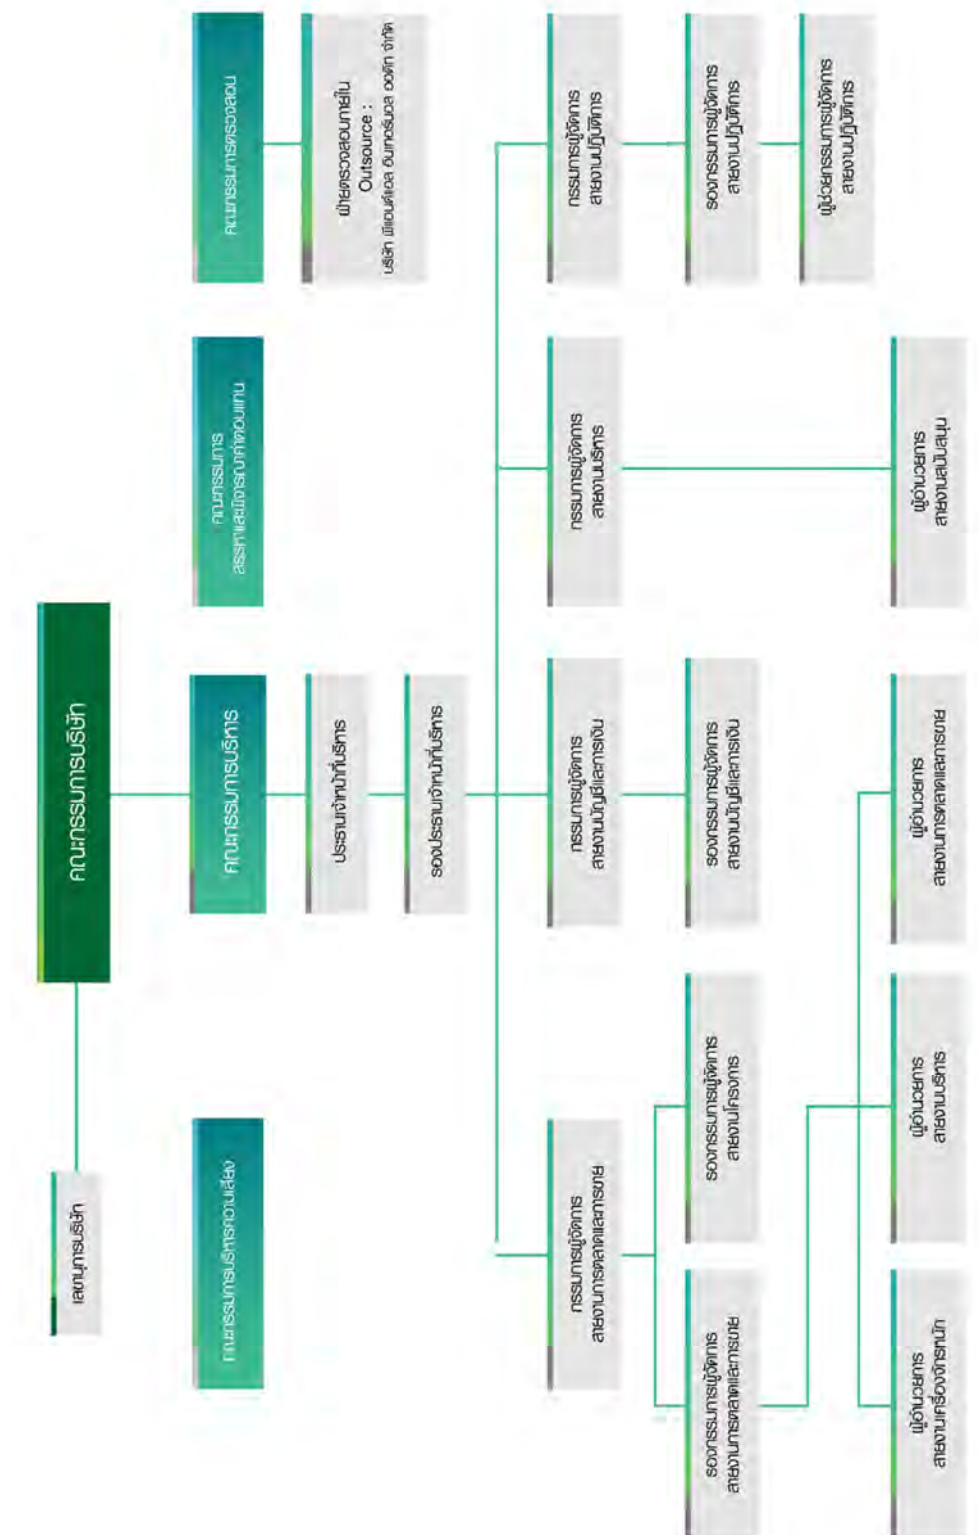 คณะกรรมการบริษัท
เลขานุการบริษัท
คณะกรรมการบริหารความเสี่ยง
คณะกรรมการบริหาร
คณะกรรมการ
สรรหาและพิจารณาค่าตอบแทน
คณะกรรมการตรวจสอบ
ประธานเจ้าหน้าที่บริหาร
ฝ่ายตรวจสอบภายใน
Outsource :
บริษัท พีแอนด์แอล อินเทอร์นอล ออดิท จำกัด
รองประธานเจ้าหน้าที่บริหาร
กรรมการผู้จัดการ
สายงานการตลาดและการขาย
กรรมการผู้จัดการ
สายงานบัญชีและการเงิน
กรรมการผู้จัดการ
สายงานบริหาร
กรรมการผู้จัดการ
สายงานปฏิบัติการ
รองกรรมการผู้จัดการ
สายงานการตลาดและการขาย
รองกรรมการผู้จัดการ
สายงานโครงการ
รองกรรมการผู้จัดการ
สายงานบัญชีและการเงิน
รองกรรมการผู้จัดการ
สายงานปฏิบัติการ
ผู้ช่วยกรรมการผู้จัดการ
สายงานปฏิบัติการ
ผู้อำนวยการ
สายงานเครื่องจักรหนัก
ผู้อำนวยการ
สายงานบริหาร
ผู้อำนวยการ
สายงานการตลาดและการขาย
ผู้อำนวยการ
สายงานสนับสนุน